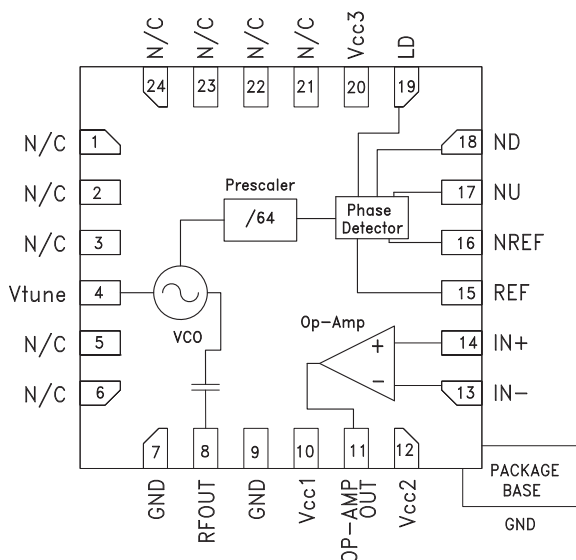 N/C
N/C
N/C
N/C
Vcc3
LD
24
23
22
21
20
19
N/C 1
N/C 2
N/C 3
Vtune 4
N/C 5
N/C 6
18 ND
17 NU
16 NREF
15 REF
14 IN+
13 IN-
Prescaler
/64
Phase
Detector
VCO
Op-Amp
+
-
7
8
9
10
11
12
GND
RFOUT
GND
Vcc1
OP-AMP
OUT
Vcc2
PACKAGE
BASE
GND